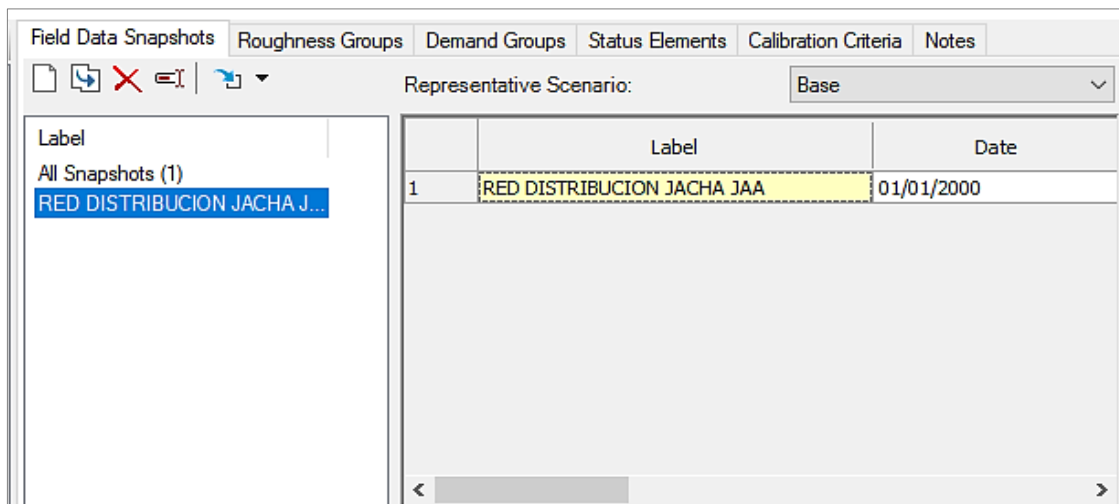 Field Data Snapshots Roughness Groups Demand Groups Status Elements Calibration Criteria Notes
Representative Scenario: Base
Label
All Snapshots (1)
RED DISTRIBUCION JACHA J...
Label Date
1 RED DISTRIBUCION JACHA JAA 01/01/2000